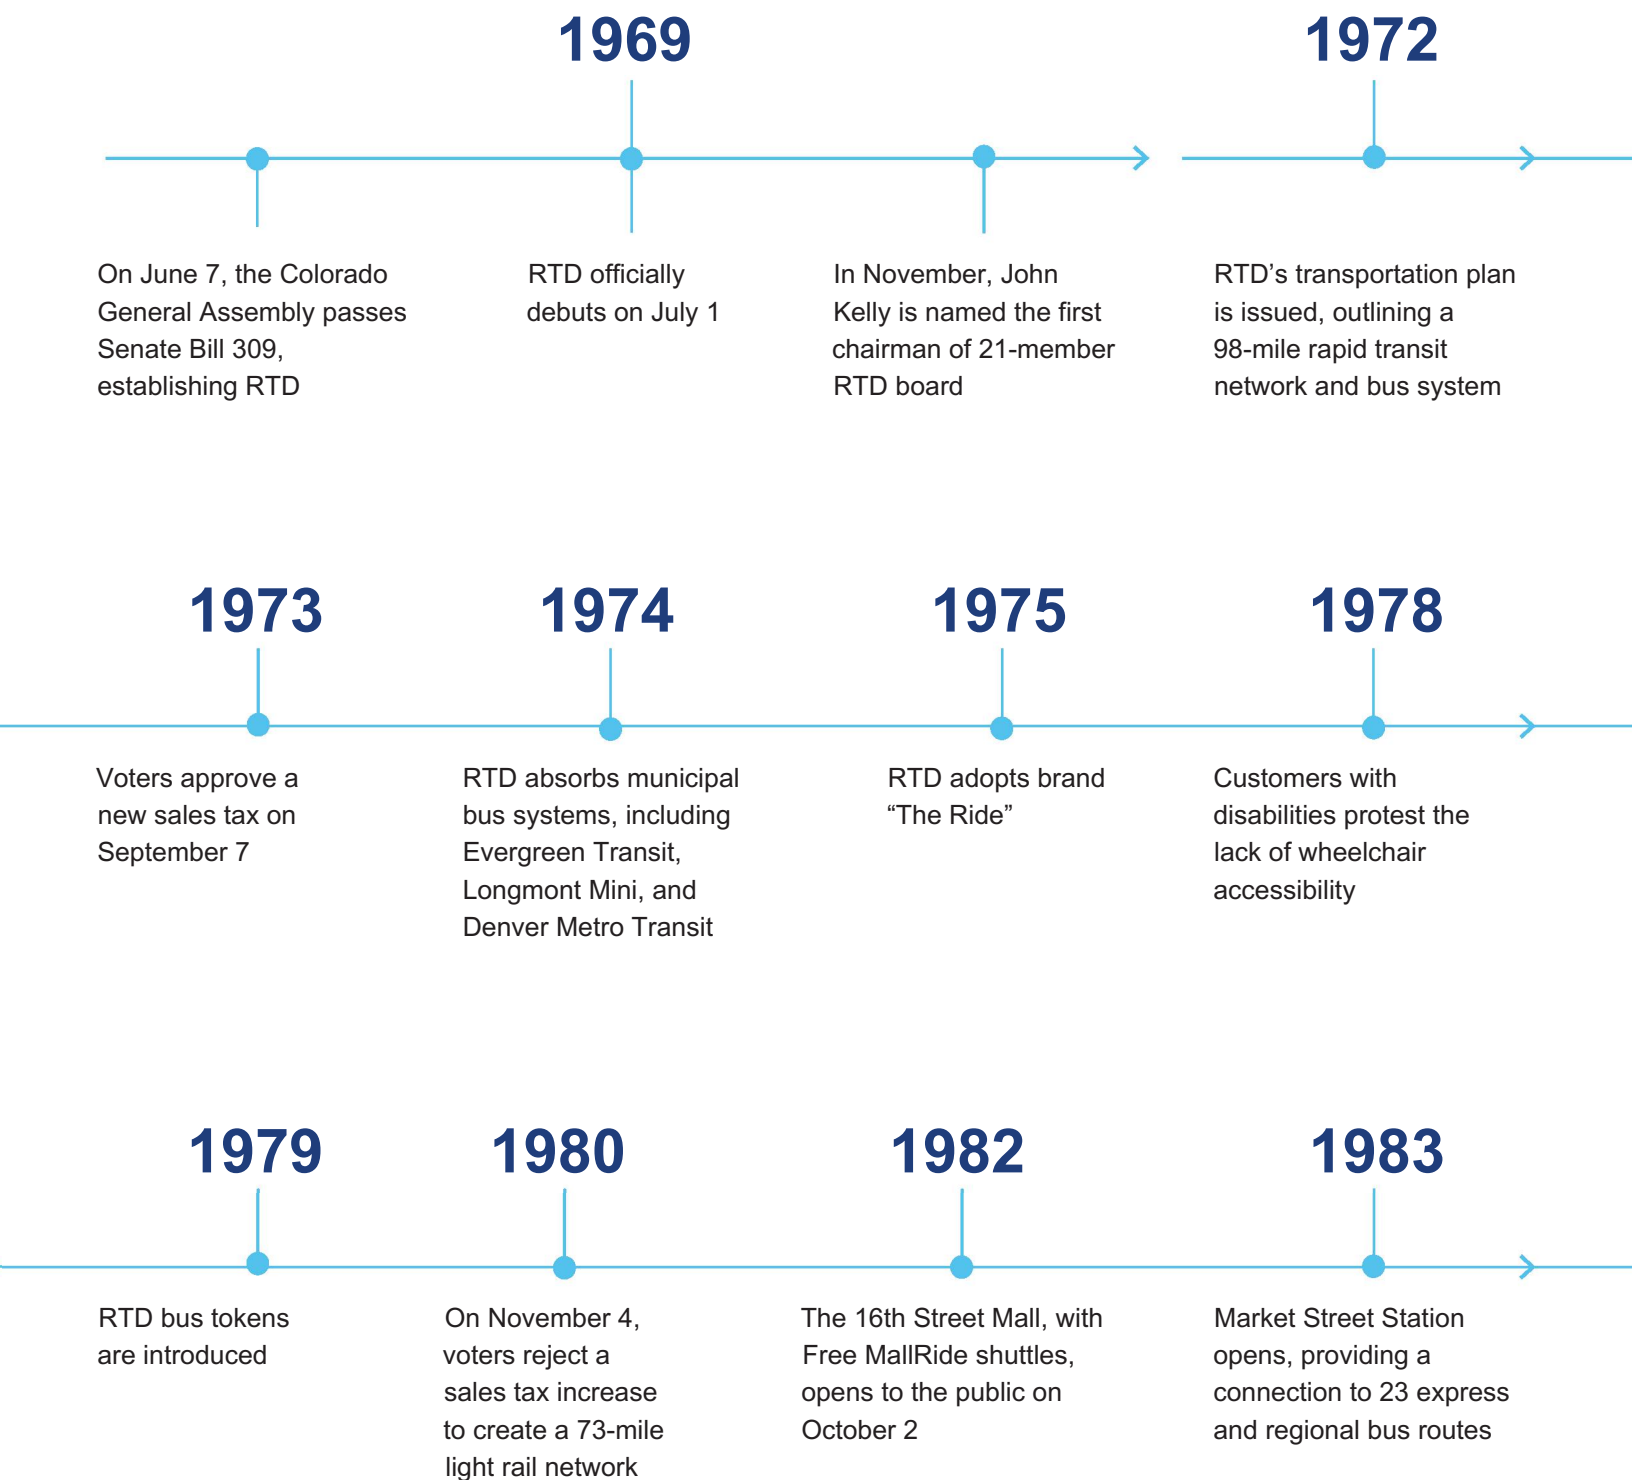 1969
On June 7, the Colorado
General Assembly passes
Senate Bill 309,
establishing RTD
RTD officially
debuts on July 1
In November, John
Kelly is named the first
chairman of 21-member
RTD board
1972
RTD’s transportation plan
is issued, outlining a
98-mile rapid transit
network and bus system
1973
Voters approve a
new sales tax on
September 7
1974
RTD absorbs municipal
bus systems, including
Evergreen Transit,
Longmont Mini, and
Denver Metro Transit
1975
RTD adopts brand
“The Ride”
1978
Customers with
disabilities protest the
lack of wheelchair
accessibility
1979
RTD bus tokens
are introduced
1980
On November 4,
voters reject a
sales tax increase
to create a 73-mile
light rail network
1982
The 16th Street Mall, with
Free MallRide shuttles,
opens to the public on
October 2
1983
Market Street Station
opens, providing a
connection to 23 express
and regional bus routes